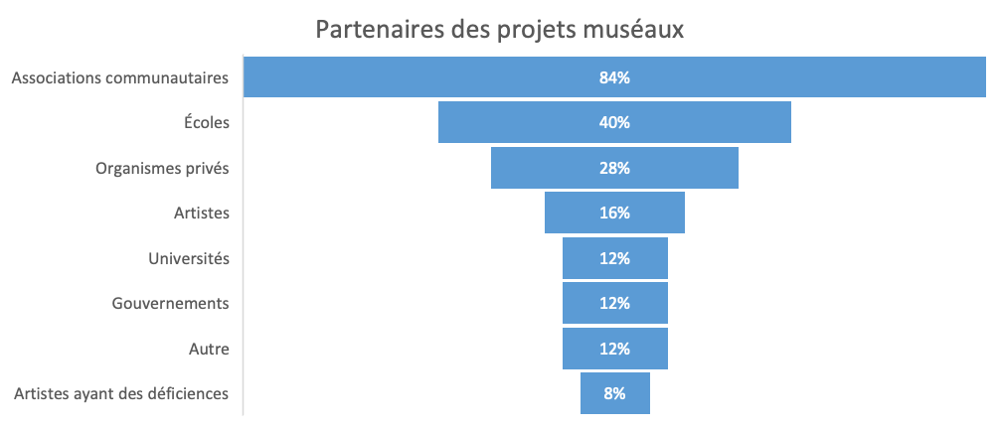 Partenaires des projets muséaux
Associations communautaires 84%
Écoles 40%
Organismes privés 28%
Artistes 16%
Universités 12%
Gouvernements 12%
Autre 12%
Artistes ayant des déficiences 8%